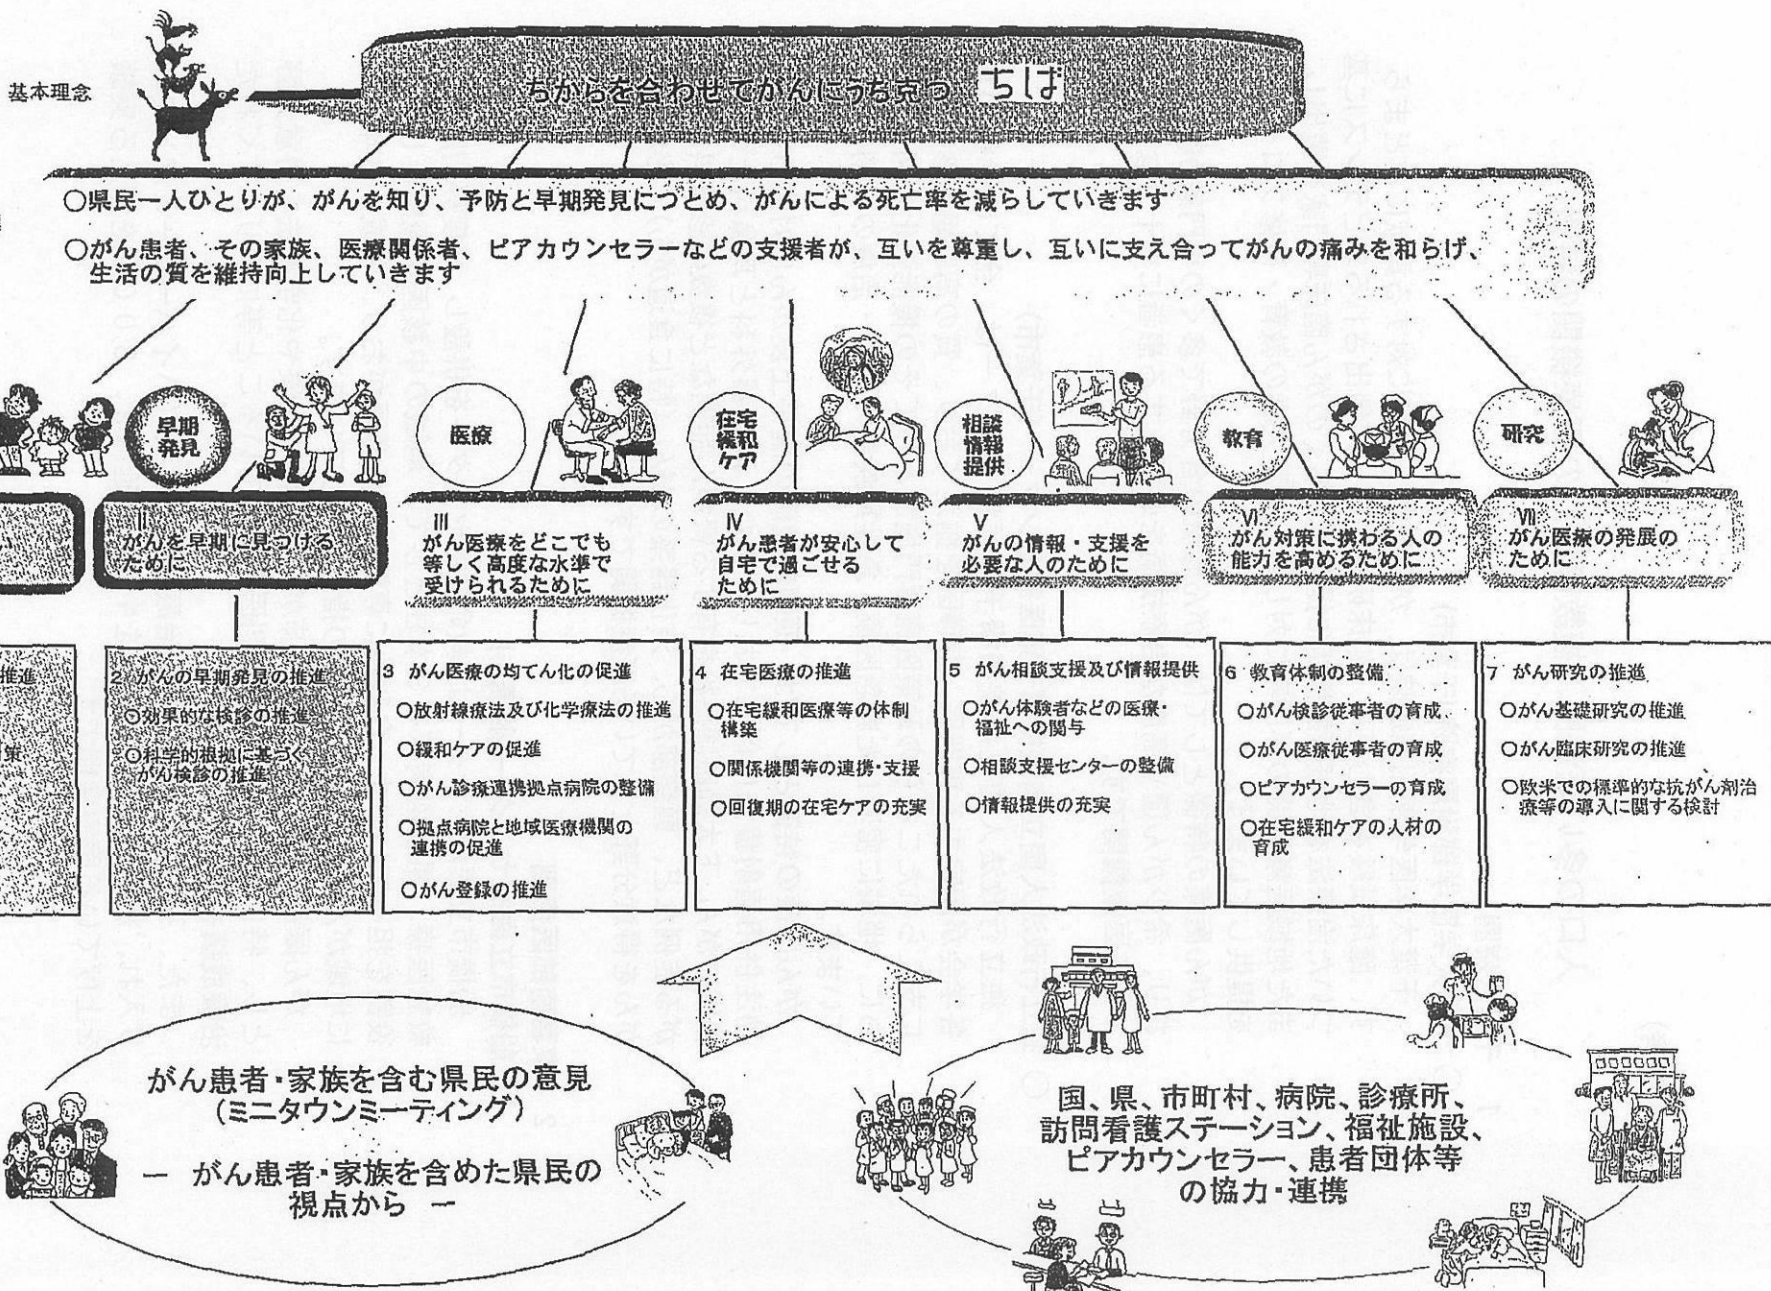 基本理念
ちからを合わせてがんにうち克つ ちば
○県民一人ひとりが、がんを知り、予防と早期発見につとめ、がんによる死亡率を減らしていきます
○がん患者、その家族、医療関係者、ピアカウンセラーなどの支援者が、互いを尊重し、互いに支え合ってがんの痛みを和らげ、
生活の質を維持向上していきます
早期
発見
医療
在宅
緩和
ケア
相談
情報
提供
教育
研究
Ⅱ
がんを早期に見つける
ために
Ⅲ
がん医療をどこでも
等しく高度な水準で
受けられるために
Ⅳ
がん患者が安心して
自宅で過ごせる
ために
Ⅴ
がんの情報・支援を
必要な人のために
Ⅵ
がん対策に携わる人の
能力を高めるために
Ⅶ
がん医療の発展の
ために
推進
策
2 がんの早期発見の推進
○効果的な検診の推進
○科学的根拠に基づく
がん検診の推進
3 がん医療の均てん化の促進
○放射線療法及び化学療法の推進
○緩和ケアの促進
○がん診療連携拠点病院の整備
○拠点病院と地域医療機関の
連携の促進
○がん登録の推進
4 在宅医療の推進
○在宅緩和医療等の体制
構築
○関係機関等の連携・支援
○回復期の在宅ケアの充実
5 がん相談支援及び情報提供
○がん体験者などの医療・
福祉への関与
○相談支援センターの整備
○情報提供の充実
6 教育体制の整備
○がん検診従事者の育成
○がん医療従事者の育成
○ピアカウンセラーの育成
○在宅緩和ケアの人材の
育成
7 がん研究の推進
○がん基礎研究の推進
○がん臨床研究の推進
○欧米での標準的な抗がん剤治
療等の導入に関する検討
がん患者・家族を含む県民の意見
(ミニタウンミーティング)
― がん患者・家族を含めた県民の
視点から ―
国、県、市町村、病院、診療所、
訪問看護ステーション、福祉施設、
ピアカウンセラー、患者団体等
の協力・連携